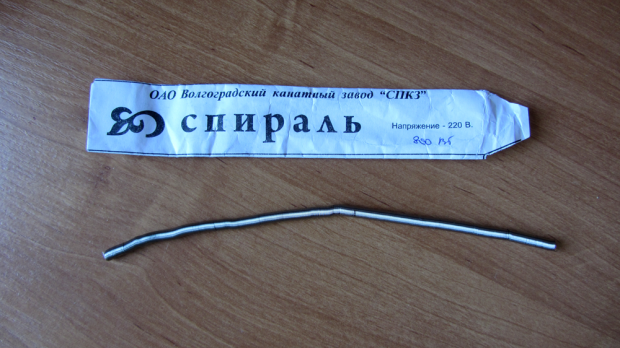 ОАО Волгоградский канатный завод "СПКЗ"
спираль
Напряжение - 220 В.
800 Вт